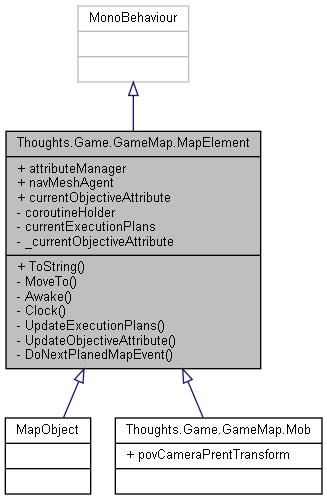 MonoBehaviour
Thoughts.Game.GameMap.MapElement
+ attributeManager
+ navMeshAgent
+ currentObjectiveAttribute
- coroutineHolder
- currentExecutionPlans
- _currentObjectiveAttribute
+ ToString()
- MoveTo()
- Awake()
- Clock()
- UpdateExecutionPlans()
- UpdateObjectiveAttribute()
- DoNextPlanedMapEvent()
MapObject
Thoughts.Game.GameMap.Mob
+ povCameraPrentTransform